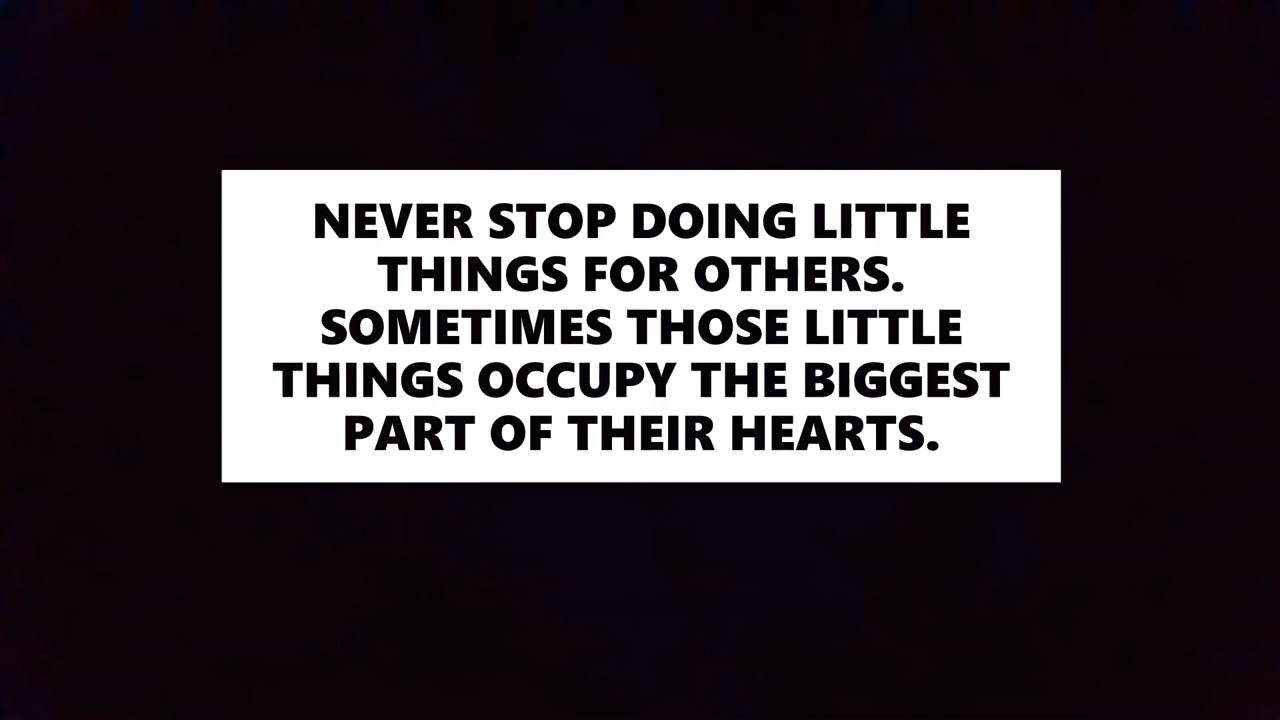 NEVER STOP DOING LITTLE
THINGS FOR OTHERS.
SOMETIMES THOSE LITTLE
THINGS OCCUPY THE BIGGEST
PART OF THEIR HEARTS.